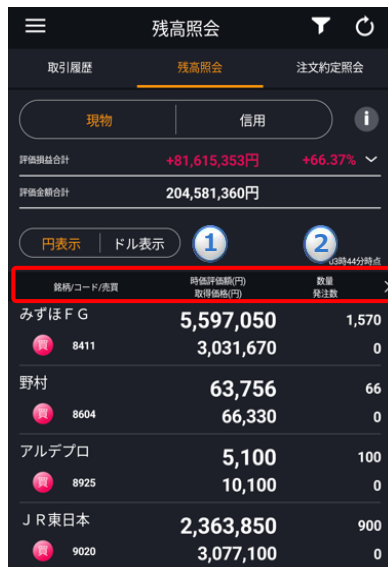 残高照会
取引履歴 残高照会 注文約定照会
現物 信用 i
評価損益合計 +81,615,353円 +66.37%
評価金額合計 204,581,360円
円表示 ドル表示 1 2
03時44分時点
銘柄/コード/売買 時価評価額(円) 数量
取得価格(円) 発注数
みずほＦＧ 5,597,050 1,570
買 8411 3,031,670 0
野村 63,756 66
買 8604 66,330 0
アルデプロ 5,100 100
買 8925 10,100 0
ＪＲ東日本 2,363,850 900
買 9020 3,077,100 0